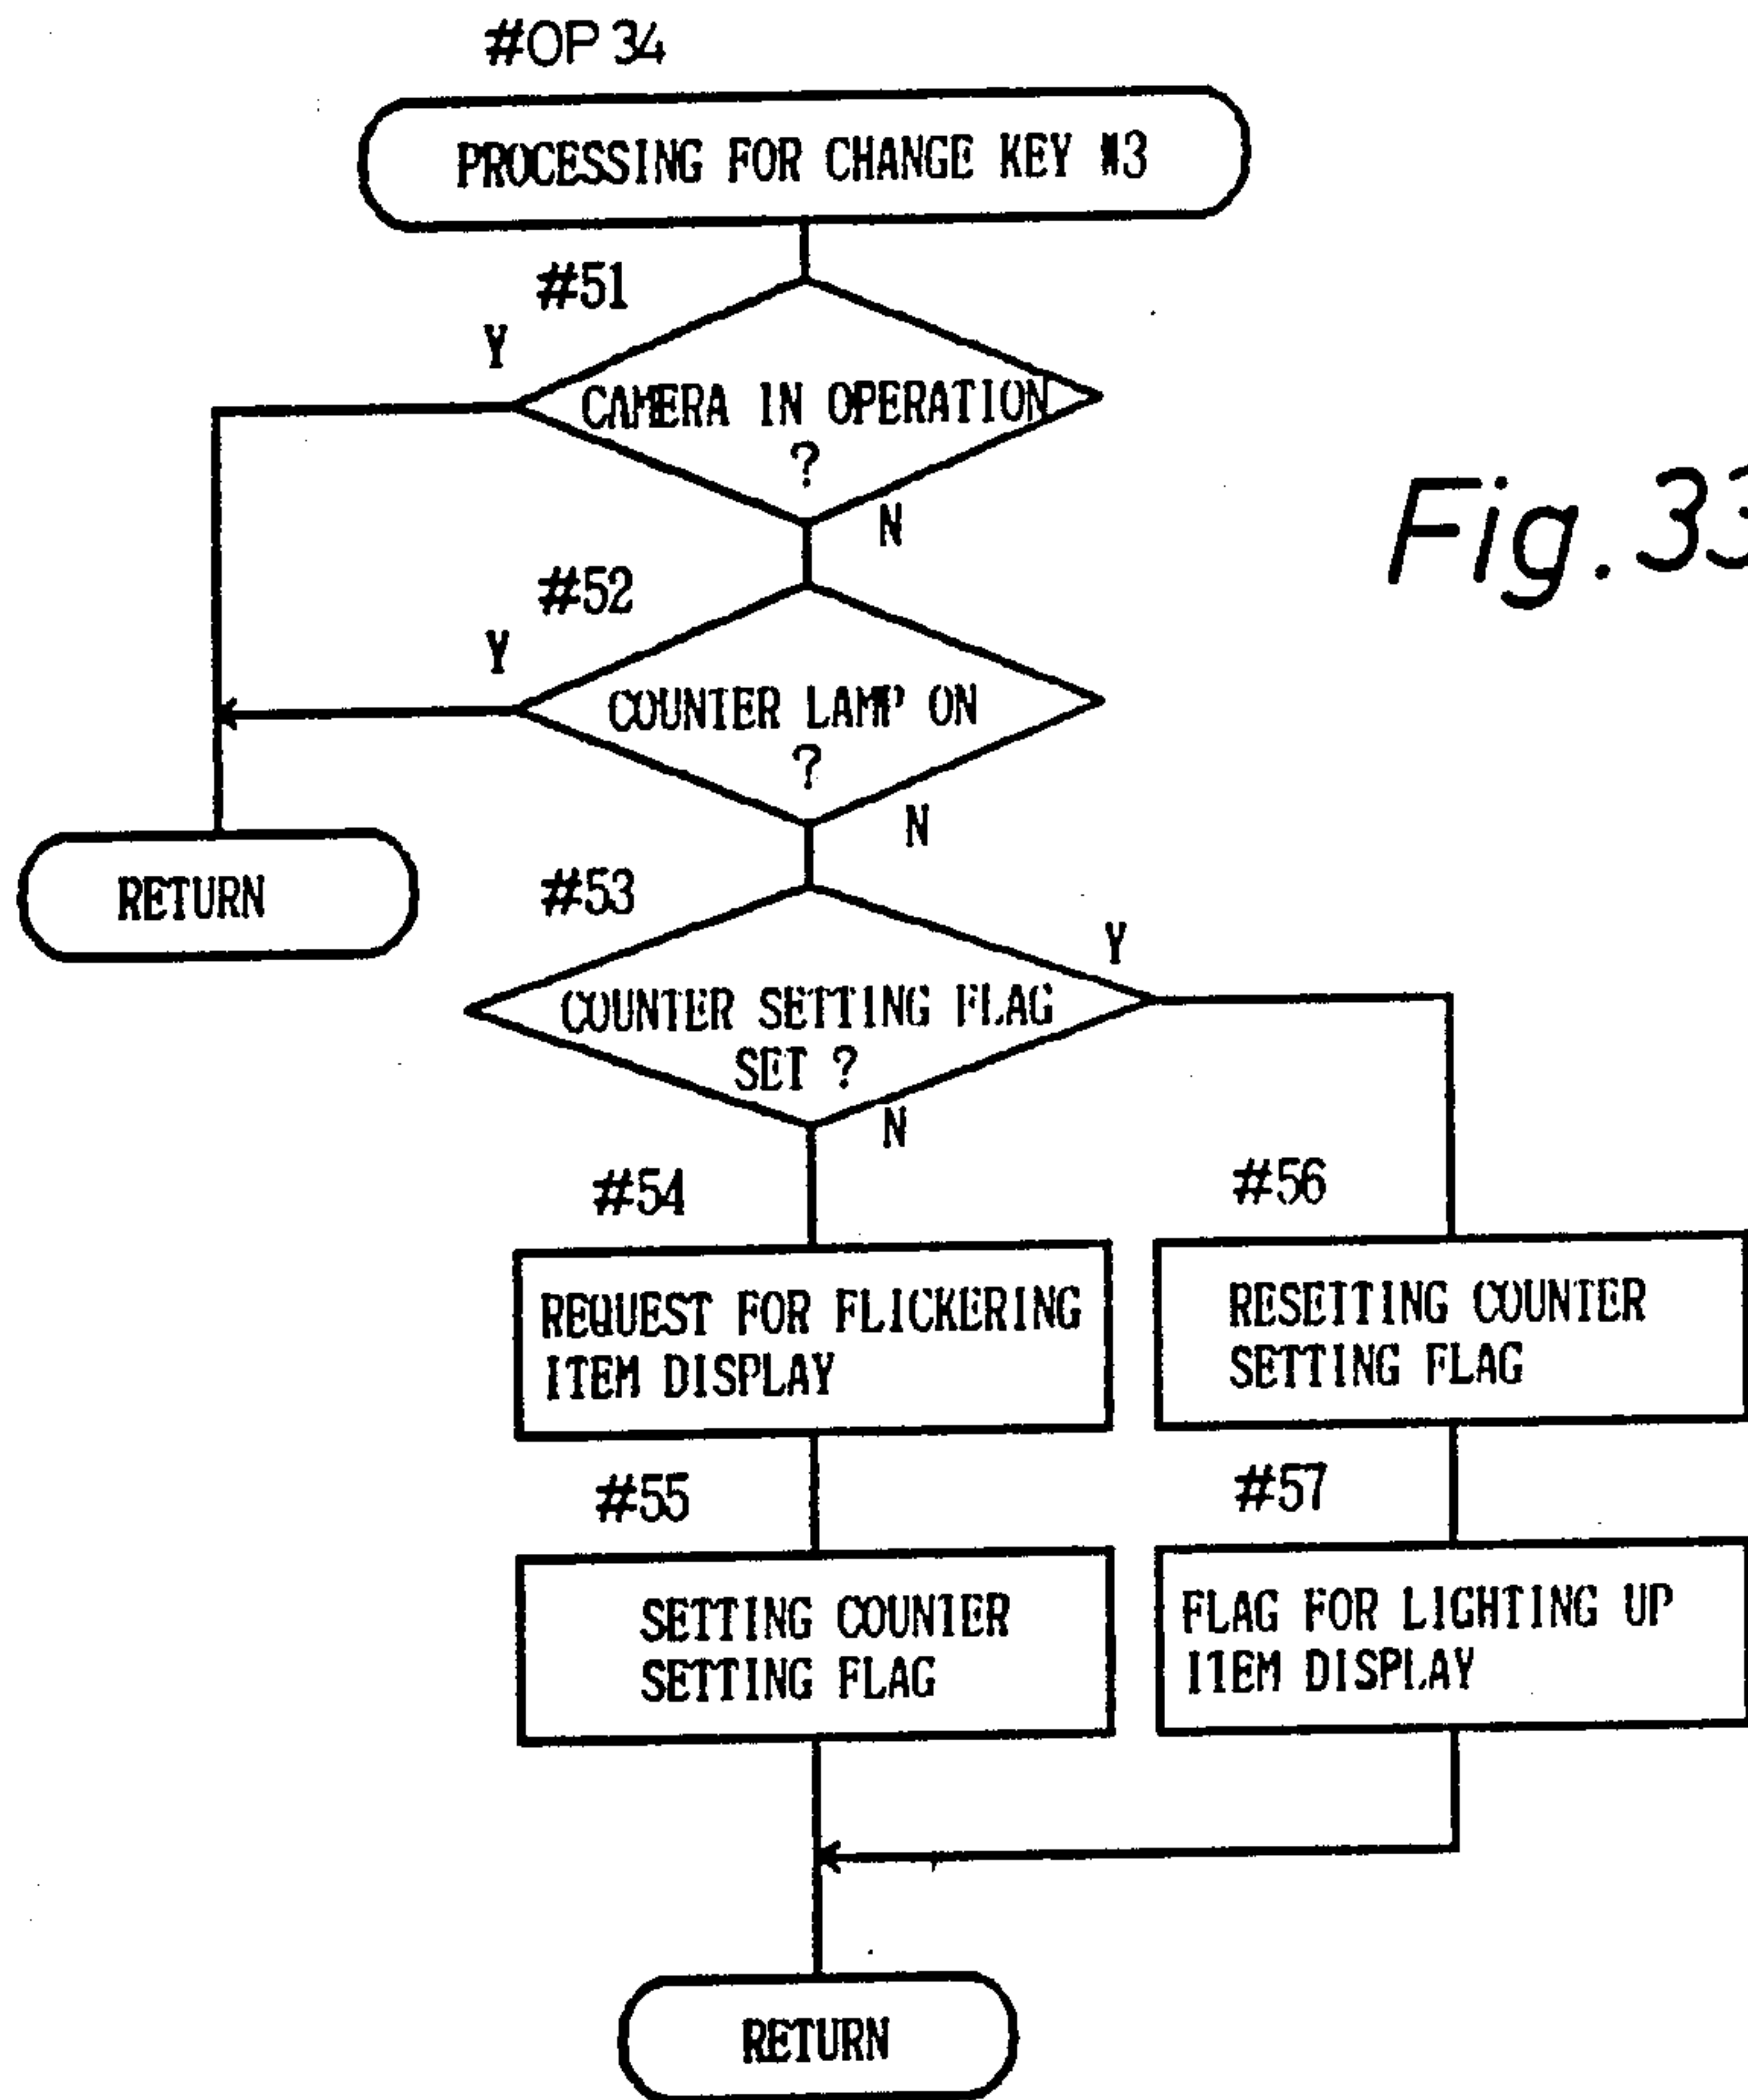 #OP 34
PROCESSING FOR CHANGE KEY #3
#51
Y
CAMERA IN OPERATION
?
N
Fig. 33
#52
Y
COUNTER LAMP ON
?
N
RETURN
#53
Y
COUNTER SETTING FLAG
SET ?
N
#54
REQUEST FOR FLICKERING
ITEM DISPLAY
#56
RESETTING COUNTER
SETTING FLAG
#55
SETTING COUNTER
SETTING FLAG
#57
FLAG FOR LIGHTING UP
ITEM DISPLAY
RETURN